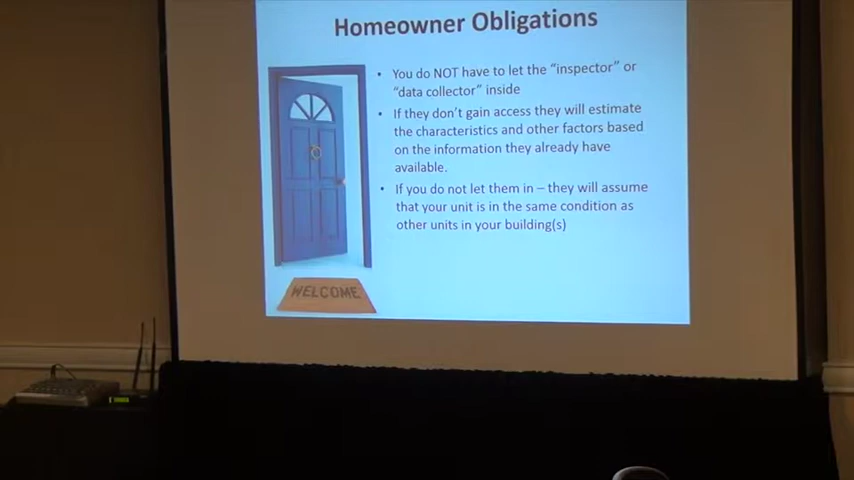 Homeowner Obligations
• You do NOT have to let the “inspector” or
“data collector” inside
• If they don’t gain access they will estimate
the characteristics and other factors based
on the information they already have
available.
• If you do not let them in – they will assume
that your unit is in the same condition as
other units in your building(s)
WELCOME